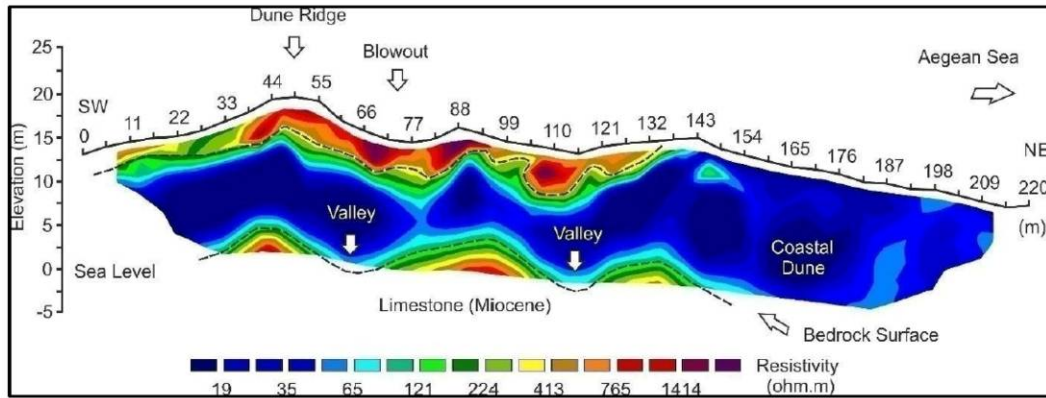 Dune Ridge
Blowout
Aegean Sea
SW
NE
0 11 22 33 44 55 66 77 88 99 110 121 132 143 154 165 176 187 198 209 220
(m)
Elevation (m)
25
20
15
10
5
0
-5
Sea Level
Valley
Valley
Coastal
Dune
Limestone (Miocene)
Bedrock Surface
Resistivity
(ohm.m)
19 35 65 121 224 413 765 1414